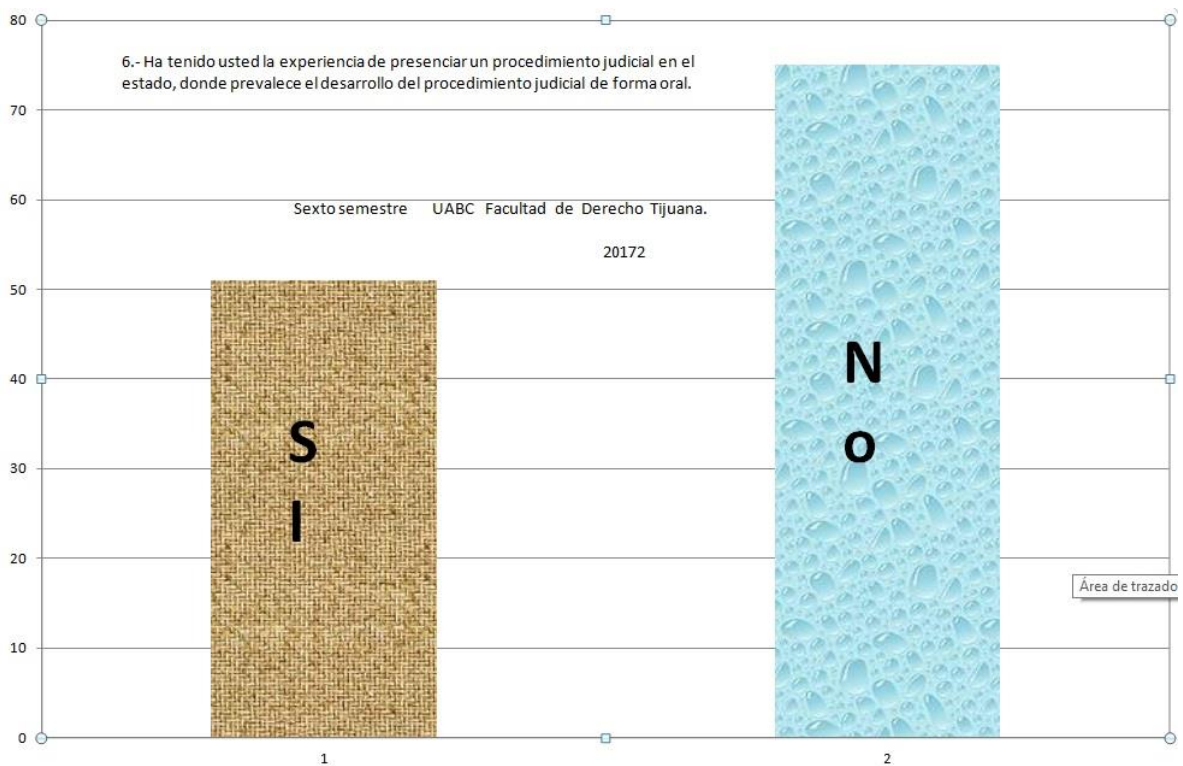 80
6.- Ha tenido usted la experiencia de presenciar un procedimiento judicial en el
estado, donde prevalece el desarrollo del procedimiento judicial de forma oral.
70
60
Sexto semestre UABC Facultad de Derecho Tijuana.
20172
50
40
30
20
10
0
S
I
N
o
Área de trazado
1
2